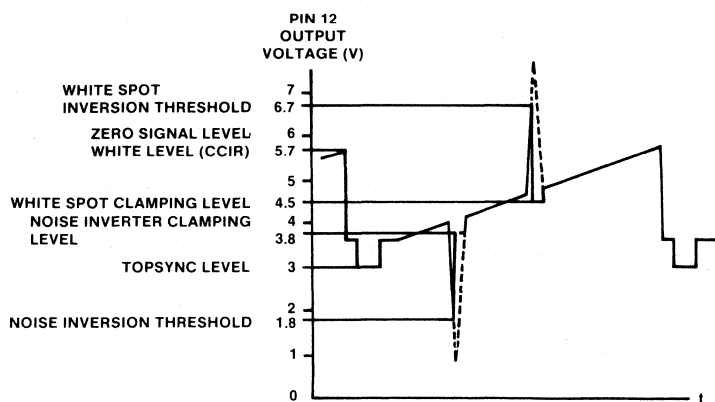 PIN 12
OUTPUT
VOLTAGE (V)
WHITE SPOT
INVERSION THRESHOLD
7
6.7
ZERO SIGNAL LEVEL
WHITE LEVEL (CCIR)
6
5.7
5
WHITE SPOT CLAMPING LEVEL
4.5
NOISE INVERTER CLAMPING
LEVEL
4
3.8
TOPSYNC LEVEL
3
2
NOISE INVERSION THRESHOLD
1.8
1
0
t